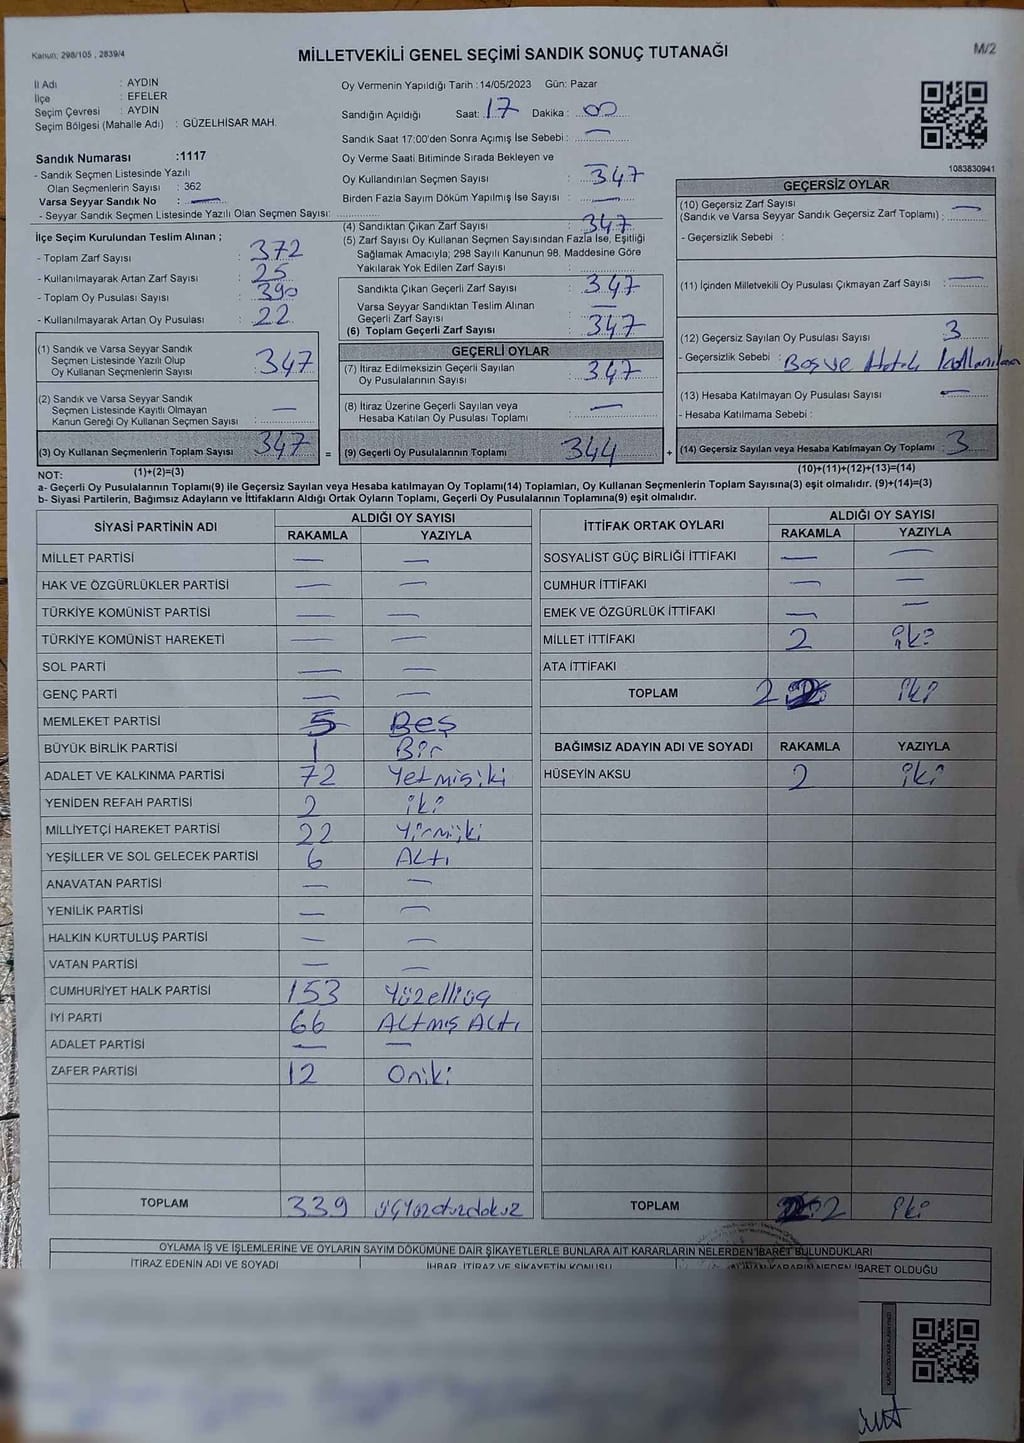 Kanun: 298/105 , 2839/4
MİLLETVEKİLİ GENEL SEÇİMİ SANDIK SONUÇ TUTANAĞI
M/2
İl Adı : AYDIN
İlçe : EFELER
Seçim Çevresi : AYDIN
Seçim Bölgesi (Mahalle Adı) : GÜZELHİSAR MAH.
Oy Vermenin Yapıldığı Tarih :14/05/2023 Gün: Pazar
Sandığın Açıldığı Saat: 17 Dakika : 00
Sandık Saat 17:00'den Sonra Açımış İse Sebebi : —
1083830941
Sandık Numarası :1117
- Sandık Seçmen Listesinde Yazılı
Olan Seçmenlerin Sayısı : 362
Varsa Seyyar Sandık No : —
- Seyyar Sandık Seçmen Listesinde Yazılı Olan Seçmen Sayısı:
Oy Verme Saati Bitiminde Sırada Bekleyen ve
Oy Kullandırılan Seçmen Sayısı : 347
Birden Fazla Sayım Döküm Yapılmış İse Sayısı : —
İlçe Seçim Kurulundan Teslim Alınan ;
- Toplam Zarf Sayısı : 372
- Kullanılmayarak Artan Zarf Sayısı : 25
- Toplam Oy Pusulası Sayısı : 390
- Kullanılmayarak Artan Oy Pusulası : 22
(4) Sandıktan Çıkan Zarf Sayısı : 347
(5) Zarf Sayısı Oy Kullanan Seçmen Sayısından Fazla İse, Eşitliği
Sağlamak Amacıyla; 298 Sayılı Kanunun 98. Maddesine Göre
Yakılarak Yok Edilen Zarf Sayısı :
Sandıkta Çıkan Geçerli Zarf Sayısı : 347
Varsa Seyyar Sandıktan Teslim Alınan
Geçerli Zarf Sayısı : —
(6) Toplam Geçerli Zarf Sayısı : 347
(1) Sandık ve Varsa Seyyar Sandık
Seçmen Listesinde Yazılı Olup
Oy Kullanan Seçmenlerin Sayısı : 347
(2) Sandık ve Varsa Seyyar Sandık
Seçmen Listesinde Kayıtlı Olmayan
Kanun Gereği Oy Kullanan Seçmen Sayısı : —
(3) Oy Kullanan Seçmenlerin Toplam Sayısı 347 =
GEÇERLİ OYLAR
(7) İtiraz Edilmeksizin Geçerli Sayılan
Oy Pusulalarının Sayısı : 347
(8) İtiraz Üzerine Geçerli Sayılan veya
Hesaba Katılan Oy Pusulası Toplamı : —
(9) Geçerli Oy Pusulalarının Toplamı 344 +
GEÇERSİZ OYLAR
(10) Geçersiz Zarf Sayısı
(Sandık ve Varsa Seyyar Sandık Geçersiz Zarf Toplamı) : —
- Geçersizlik Sebebi :
(11) İçinden Milletvekili Oy Pusulası Çıkmayan Zarf Sayısı : —
(12) Geçersiz Sayılan Oy Pusulası Sayısı : 3
- Geçersizlik Sebebi : Boş ve Hatalı kullanılan
(13) Hesaba Katılmayan Oy Pusulası Sayısı : —
- Hesaba Katılmama Sebebi :
(14) Geçersiz Sayılan veya Hesaba Katılmayan Oy Toplamı : 3
NOT: (1)+(2)=(3)
(10)+(11)+(12)+(13)=(14)
a- Geçerli Oy Pusulalarının Toplamı(9) ile Geçersiz Sayılan veya Hesaba katılmayan Oy Toplamı(14) Toplamları, Oy Kullanan Seçmenlerin Toplam Sayısına(3) eşit olmalıdır. (9)+(14)=(3)
b- Siyasi Partilerin, Bağımsız Adayların ve İttifakların Aldığı Ortak Oyların Toplamı, Geçerli Oy Pusulalarının Toplamına(9) eşit olmalıdır.
SİYASİ PARTİNİN ADI ALDIĞI OY SAYISI
RAKAMLA YAZIYLA
MİLLET PARTİSİ — —
HAK VE ÖZGÜRLÜKLER PARTİSİ — —
TÜRKİYE KOMÜNİST PARTİSİ — —
TÜRKİYE KOMÜNİST HAREKETİ — —
SOL PARTİ — —
GENÇ PARTİ — —
MEMLEKET PARTİSİ 5 Beş
BÜYÜK BİRLİK PARTİSİ 1 Bir
ADALET VE KALKINMA PARTİSİ 72 Yetmişiki
YENİDEN REFAH PARTİSİ 2 iki
MİLLİYETÇİ HAREKET PARTİSİ 22 Yirmiiki
YEŞİLLER VE SOL GELECEK PARTİSİ 6 Altı
ANAVATAN PARTİSİ — —
YENİLİK PARTİSİ — —
HALKIN KURTULUŞ PARTİSİ — —
VATAN PARTİSİ — —
CUMHURİYET HALK PARTİSİ 153 Yüzelliüç
İYİ PARTİ 66 Altmış Altı
ADALET PARTİSİ — —
ZAFER PARTİSİ 12 Oniki
TOPLAM 339 üçyüzotuzdokuz
İTTİFAK ORTAK OYLARI ALDIĞI OY SAYISI
RAKAMLA YAZIYLA
SOSYALİST GÜÇ BİRLİĞİ İTTİFAKI — —
CUMHUR İTTİFAKI — —
EMEK VE ÖZGÜRLÜK İTTİFAKI — —
MİLLET İTTİFAKI 2 iki
ATA İTTİFAKI
TOPLAM 2 iki
BAĞIMSIZ ADAYIN ADI VE SOYADI RAKAMLA YAZIYLA
HÜSEYİN AKSU 2 iki
TOPLAM 2 iki
OYLAMA İŞ VE İŞLEMLERİNE VE OYLARIN SAYIM DÖKÜMÜNE DAİR ŞİKAYETLERLE BUNLARA AİT KARARLARIN NELERDEN İBARET BULUNDUKLARI
İTİRAZ EDENİN ADI VE SOYADI
İHBAR, İTİRAZ VE ŞİKAYETİN KONUSU
KARARIN NEDEN İBARET OLDUĞU